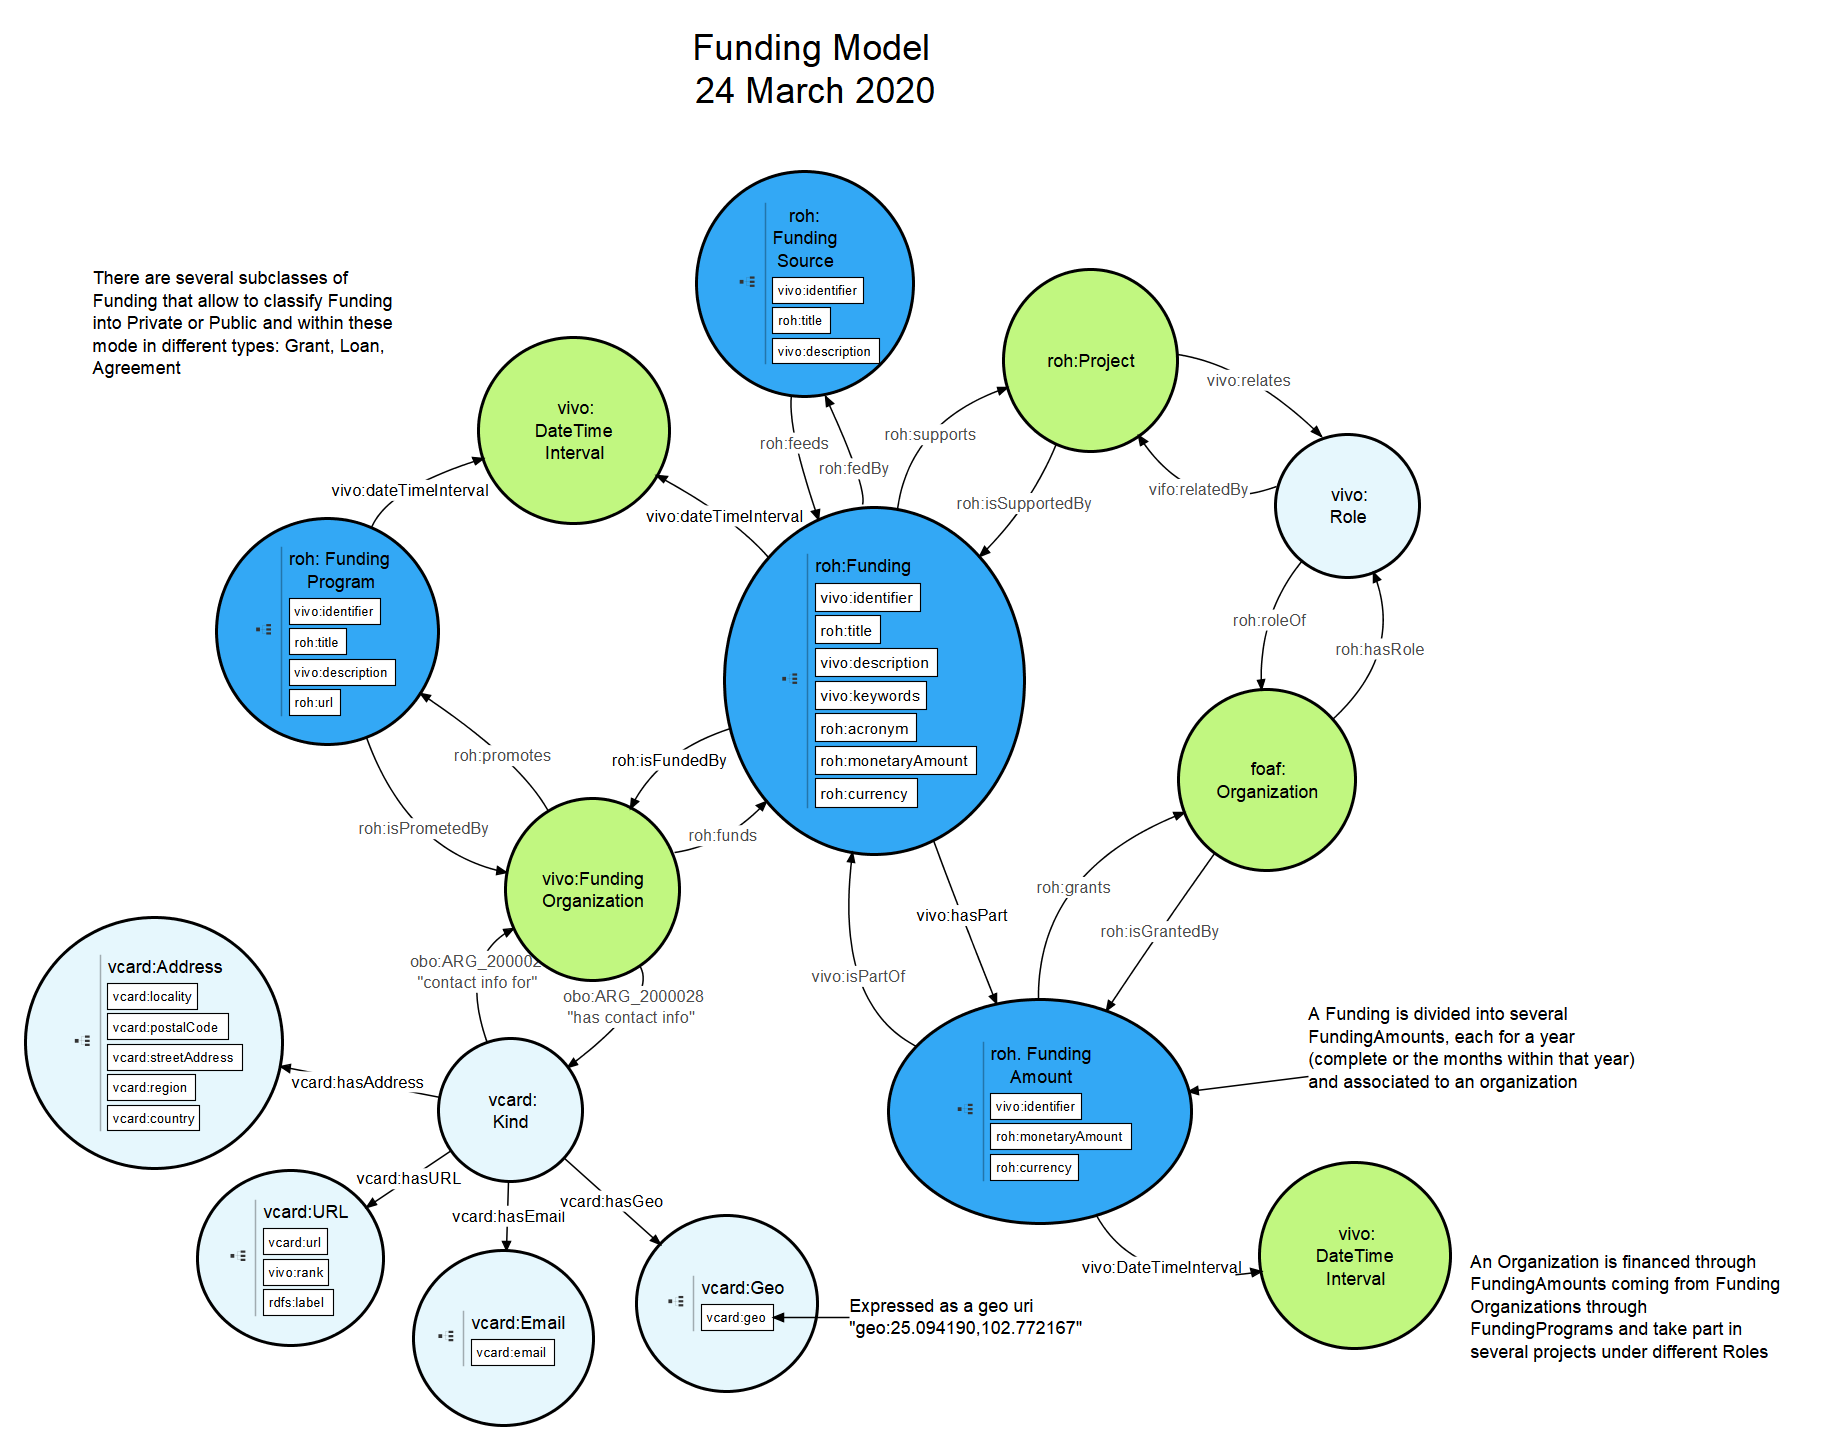 Funding Model
24 March 2020
There are several subclasses of
Funding that allow to classify Funding
into Private or Public and within these
mode in different types: Grant, Loan,
Agreement
roh:
Funding
Source
vivo:identifier
roh:title
vivo:description
roh:Project
vivo:relates
vivo:
DateTime
Interval
roh:feeds
roh:fedBy
roh:supports
roh:isSupportedBy
vifo:relatedBy
vivo:
Role
vivo:dateTimeInterval
vivo:dateTimeInterval
roh: Funding
Program
vivo:identifier
roh:title
vivo:description
roh:url
roh:Funding
vivo:identifier
roh:title
vivo:description
vivo:keywords
roh:acronym
roh:monetaryAmount
roh:currency
roh:roleOf
roh:hasRole
foaf:
Organization
roh:promotes
roh:isFundedBy
roh:isPrometedBy
roh:funds
vivo:Funding
Organization
roh:grants
vivo:hasPart
roh:isGrantedBy
vivo:isPartOf
obo:ARG_200002
"contact info for"
obo:ARG_2000028
"has contact info"
vcard:Address
vcard:locality
vcard:postalCode
vcard:streetAddress
vcard:region
vcard:country
vcard:hasAddress
vcard:
Kind
roh. Funding
Amount
vivo:identifier
roh:monetaryAmount
roh:currency
A Funding is divided into several
FundingAmounts, each for a year
(complete or the months within that year)
and associated to an organization
vcard:hasURL
vcard:hasEmail
vcard:hasGeo
vcard:URL
vcard:url
vivo:rank
rdfs:label
vcard:Email
vcard:email
vcard:Geo
vcard:geo
Expressed as a geo uri
"geo:25.094190,102.772167"
vivo:DateTimeInterval
vivo:
DateTime
Interval
An Organization is financed through
FundingAmounts coming from Funding
Organizations through
FundingPrograms and take part in
several projects under different Roles